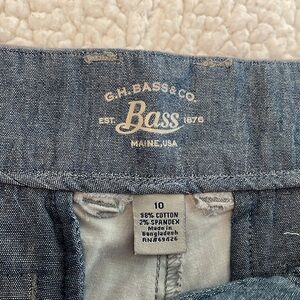 G.H. BASS & CO.
EST. Bass 1876
MAINE, USA
10
98% COTTON
2% SPANDEX
Made in
Bangladesh
RN#69426